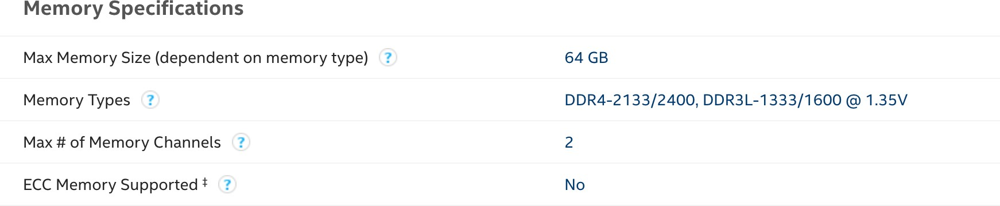 Memory Specifications
Max Memory Size (dependent on memory type) ? 64 GB
Memory Types ? DDR4-2133/2400, DDR3L-1333/1600 @ 1.35V
Max # of Memory Channels ? 2
ECC Memory Supported ‡ ? No